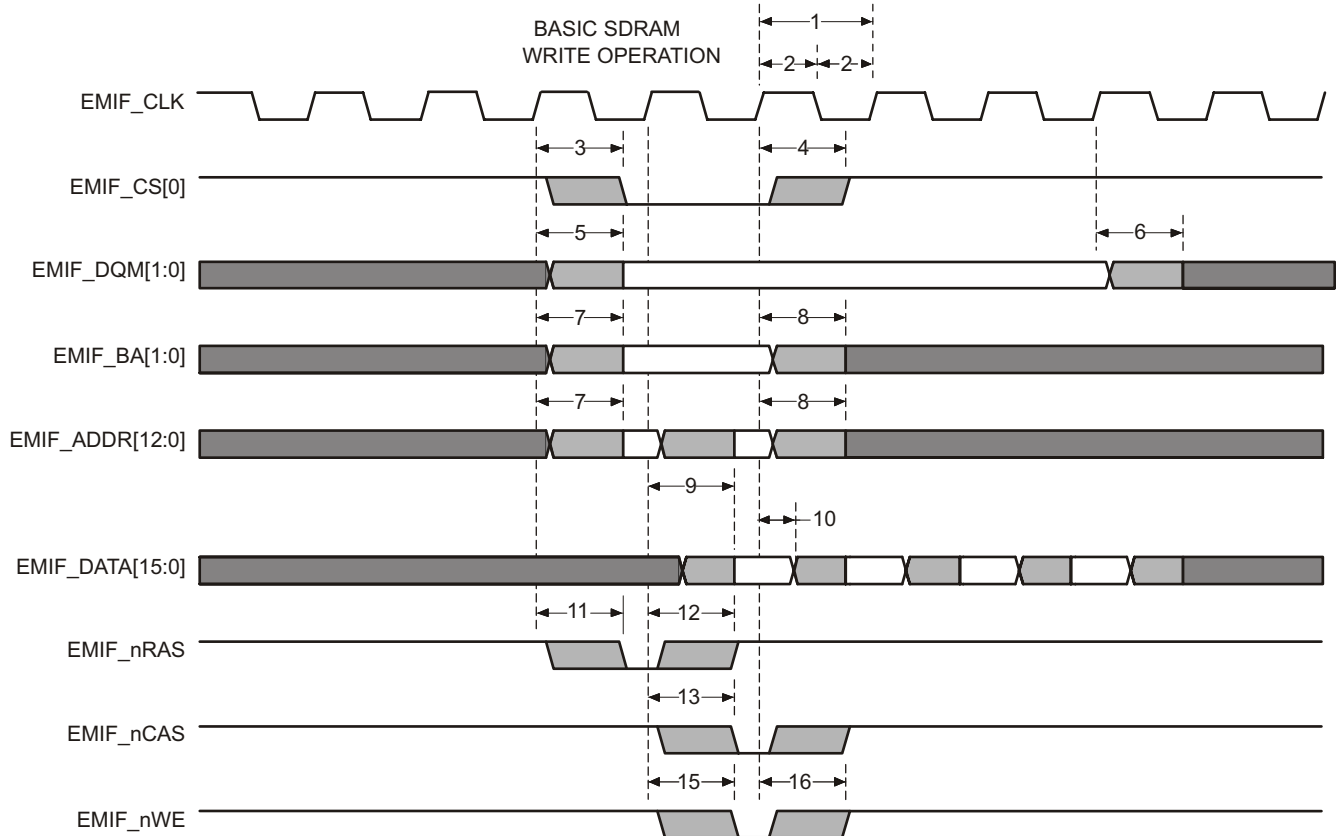 BASIC SDRAM
WRITE OPERATION
1
2 2
EMIF_CLK
3 4
EMIF_CS[0]
5 6
EMIF_DQM[1:0]
7 8
EMIF_BA[1:0]
7 8
EMIF_ADDR[12:0]
9
10
EMIF_DATA[15:0]
11 12
EMIF_nRAS
13
EMIF_nCAS
15 16
EMIF_nWE